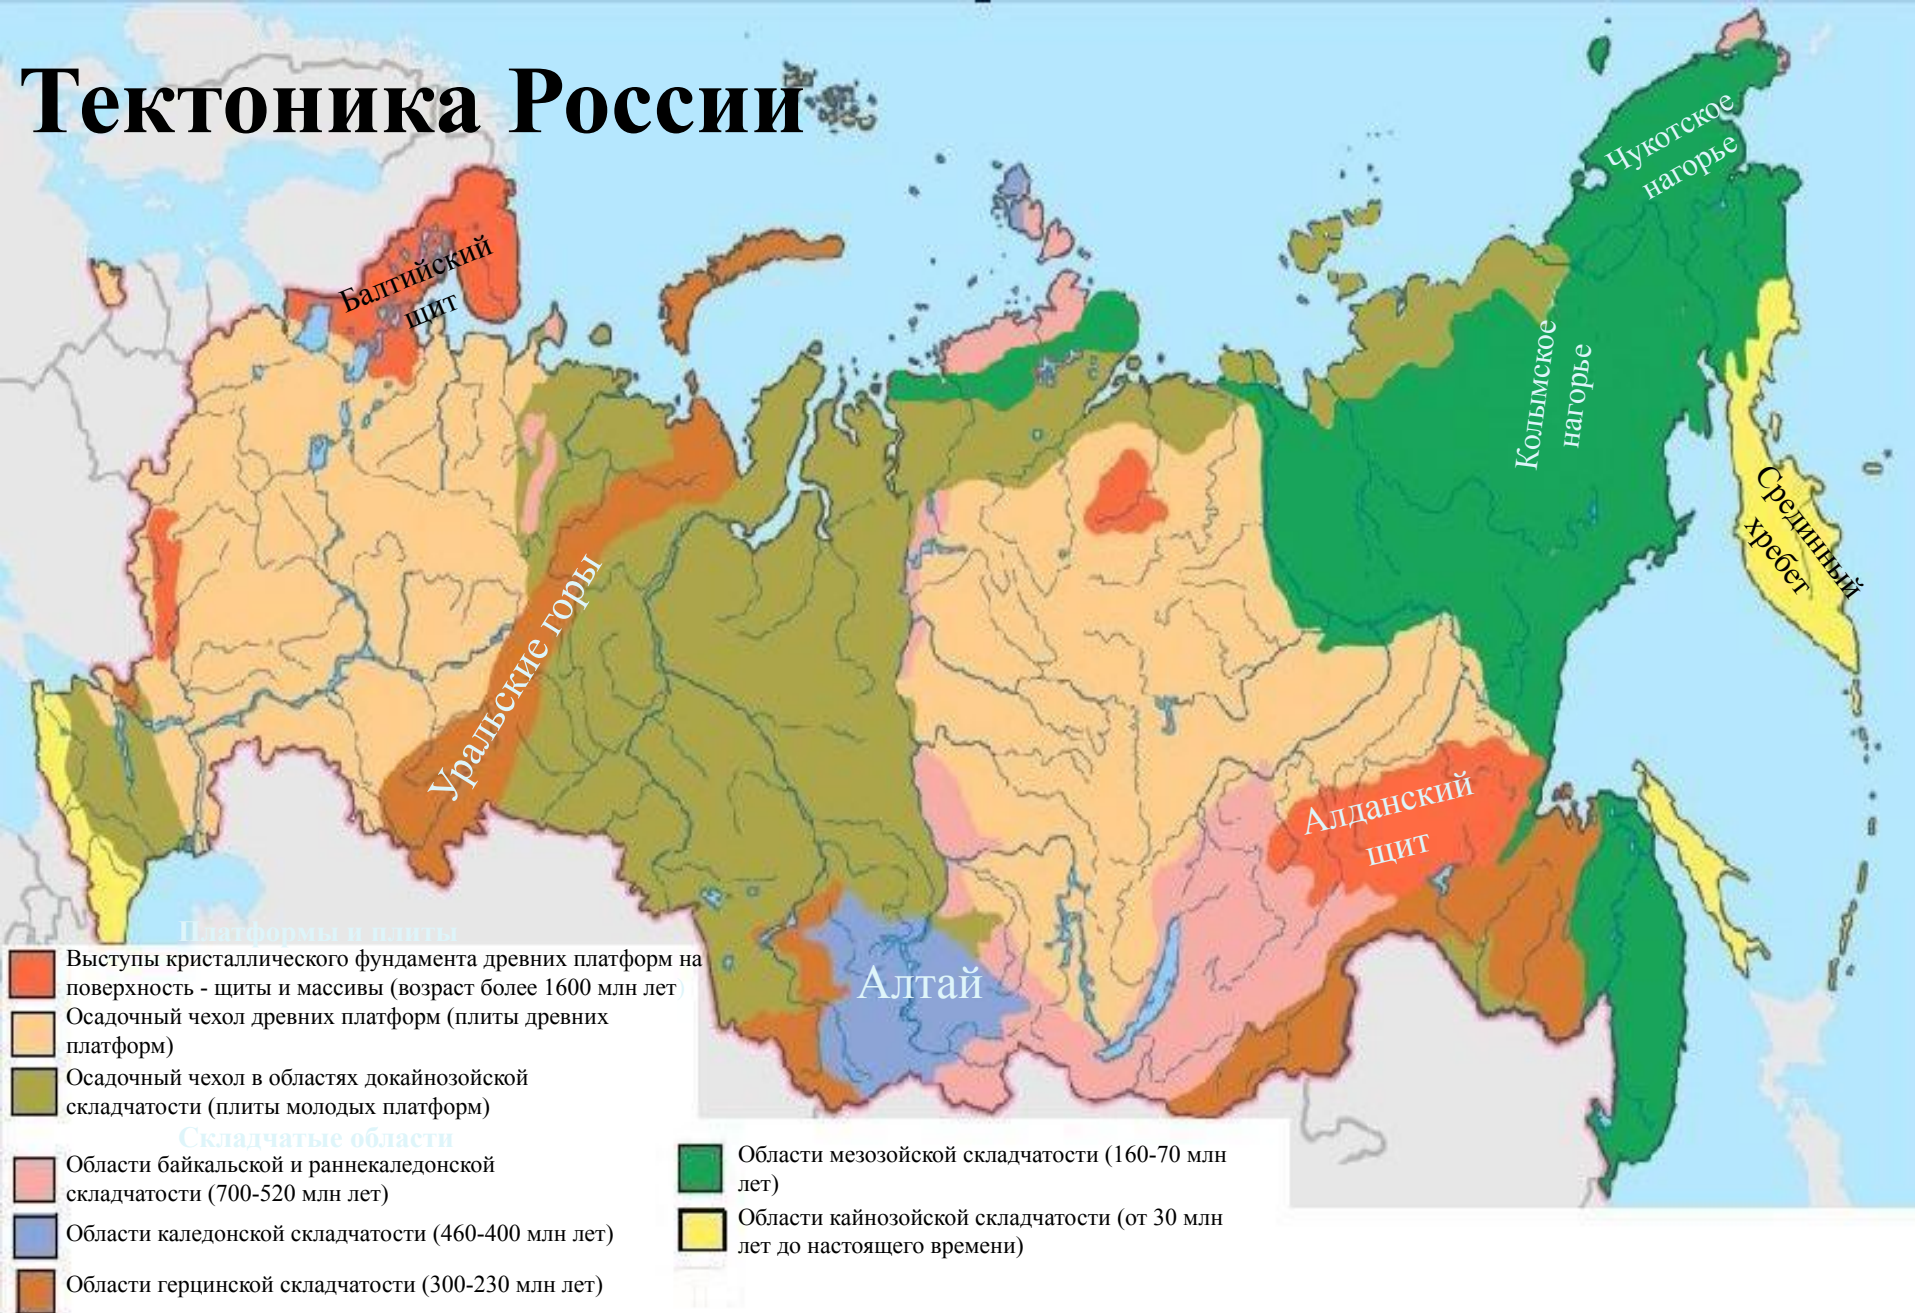 Тектоника России
Чукотское
нагорье
Балтийский
щит
Колымское
нагорье
Срединный
хребет
Уральские горы
Алданский
щит
Алтай
Платформы и плиты
Выступы кристаллического фундамента древних платформ на
поверхность - щиты и массивы (возраст более 1600 млн лет)
Осадочный чехол древних платформ (плиты древних
платформ)
Осадочный чехол в областях докайнозойской
складчатости (плиты молодых платформ)
Складчатые области
Области байкальской и раннекаледонской
складчатости (700-520 млн лет)
Области каледонской складчатости (460-400 млн лет)
Области герцинской складчатости (300-230 млн лет)
Области мезозойской складчатости (160-70 млн
лет)
Области кайнозойской складчатости (от 30 млн
лет до настоящего времени)